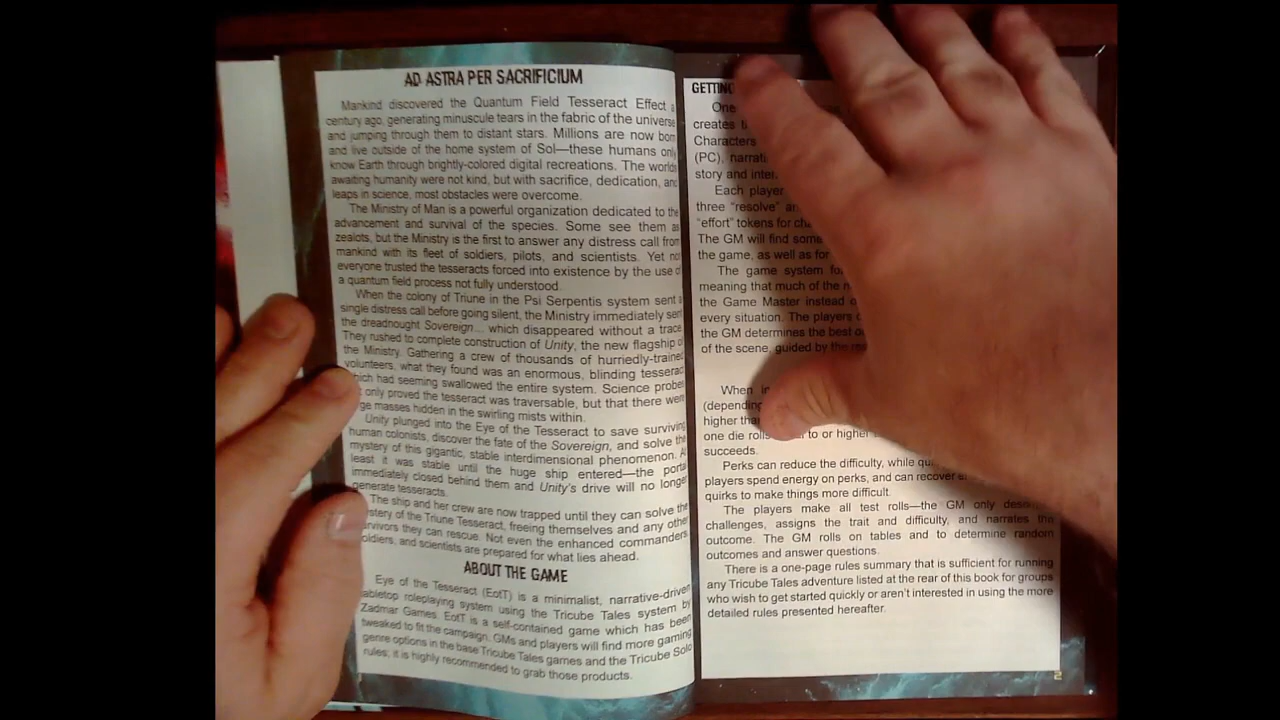 AD ASTRA PER SACRIFICIUM
Mankind discovered the Quantum Field Tesseract Effect a
century ago, generating minuscule tears in the fabric of the universe
and jumping through them to distant stars. Millions are now born
and live outside of the home system of Sol—these humans only
know Earth through brightly-colored digital recreations. The worlds
awaiting humanity were not kind, but with sacrifice, dedication, and
leaps in science, most obstacles were overcome.
The Ministry of Man is a powerful organization dedicated to the
advancement and survival of the species. Some see them as
zealots, but the Ministry is the first to answer any distress call from
mankind with its fleet of soldiers, pilots, and scientists. Yet not
everyone trusted the tesseracts forced into existence by the use of
a quantum field process not fully understood.
When the colony of Triune in the Psi Serpentis system sent a
single distress call before going silent, the Ministry immediately sent
the dreadnought Sovereign... which disappeared without a trace.
They rushed to complete construction of Unity, the new flagship of
the Ministry. Gathering a crew of thousands of hurriedly-trained
volunteers, what they found was an enormous, blinding tesseract
which had seeming swallowed the entire system. Science probes
only proved the tesseract was traversable, but that there were
masses hidden in the swirling mists within.
Unity plunged into the Eye of the Tesseract to save surviving
human colonists, discover the fate of the Sovereign, and solve the
mystery of this gigantic, stable interdimensional phenomenon. At
least it was stable until the huge ship entered—the portal
immediately closed behind them and Unity's drive will no longer
generate tesseracts.
The ship and her crew are now trapped until they can solve the
mystery of the Triune Tesseract, freeing themselves and any other
survivors they can rescue. Not even the enhanced commanders,
soldiers, and scientists are prepared for what lies ahead.
ABOUT THE GAME
Eye of the Tesseract (EotT) is a minimalist, narrative-driven
tabletop roleplaying system using the Tricube Tales system by
Zadmar Games. EotT is a self-contained game which has been
tweaked to fit the campaign. GMs and players will find more gaming
genre options in the base Tricube Tales games and the Tricube Solo
rules; it is highly recommended to grab those products.
GETTING
One
creates
Characters
(PC), narrati
story and inter
Each player
three "resolve" an
"effort" tokens for cha
The GM will find some
the game, as well as for
The game system fo
meaning that much of the n
the Game Master instead o
every situation. The players
the GM determines the best
of the scene, guided by the
When
(depending
higher than
one die rolls to or higher
succeeds.
Perks can reduce the difficulty, while
players spend energy on perks, and can recover
quirks to make things more difficult.
The players make all test rolls—the GM only
challenges, assigns the trait and difficulty, and narrates the
outcome. The GM rolls on tables and to determine random
outcomes and answer questions.
There is a one-page rules summary that is sufficient for running
any Tricube Tales adventure listed at the rear of this book for groups
who wish to get started quickly or aren't interested in using the more
detailed rules presented hereafter.
2